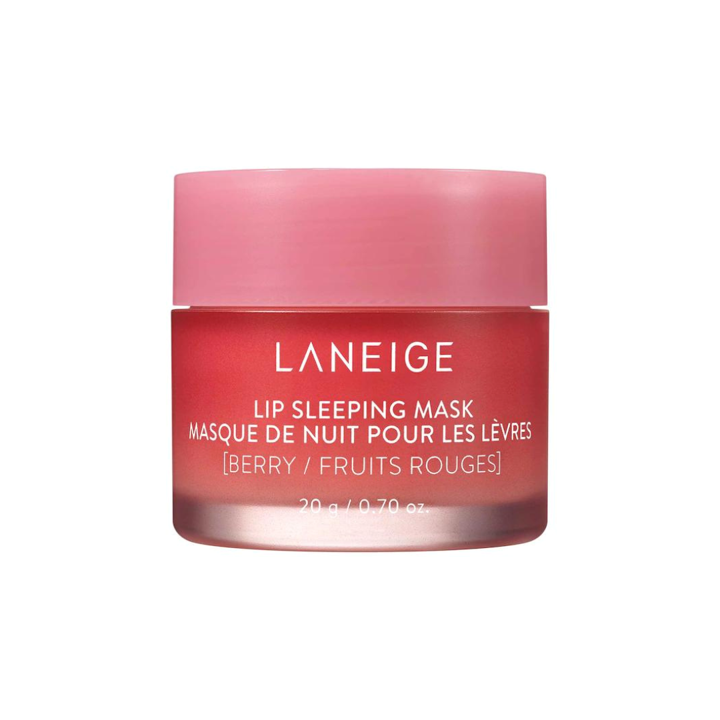 LANEIGE
LIP SLEEPING MASK
MASQUE DE NUIT POUR LES LÈVRES
[BERRY / FRUITS ROUGES]
20 g / 0.70 oz.